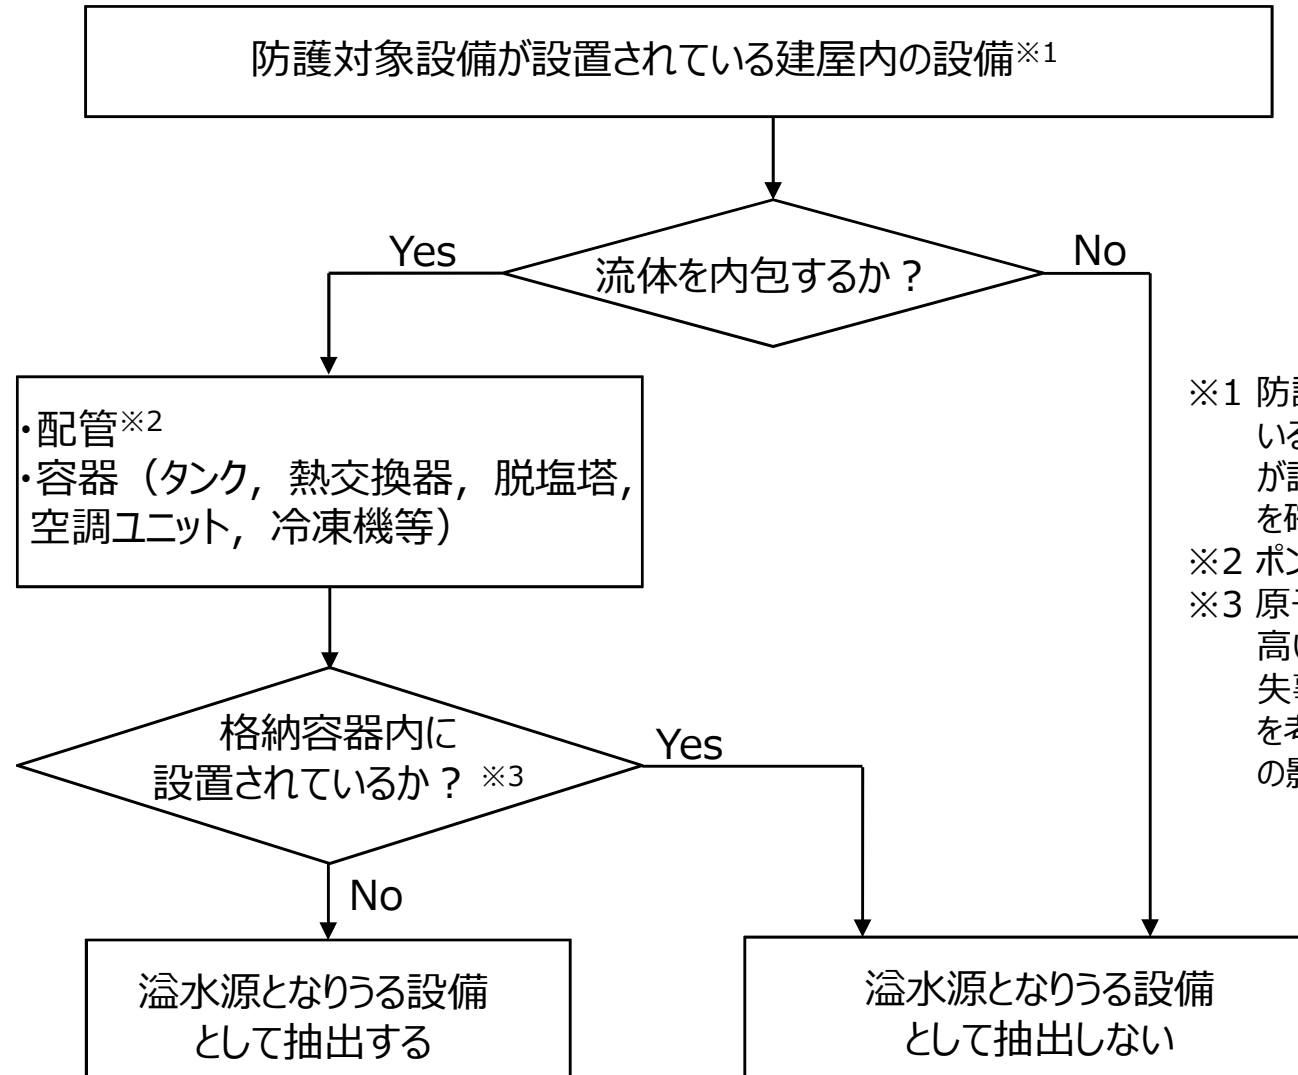 防護対象設備が設置されている建屋内の設備※1
Yes
No
流体を内包するか？
・配管※2
・容器（タンク，熱交換器，脱塩塔，
空調ユニット，冷凍機等）
格納容器内に
設置されているか？※3
Yes
No
溢水源となりうる設備
として抽出する
溢水源となりうる設備
として抽出しない
※1 防
いる
が
を
※2 ポン
※3 原
高い
失
を考
の